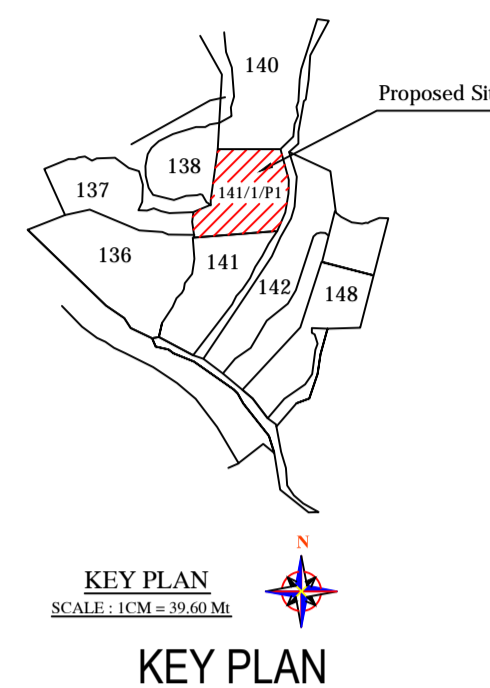 140
Proposed Sit
138
141/1/P1
137
136
141
142
148
N
KEY PLAN
SCALE : 1CM = 39.60 Mt
KEY PLAN